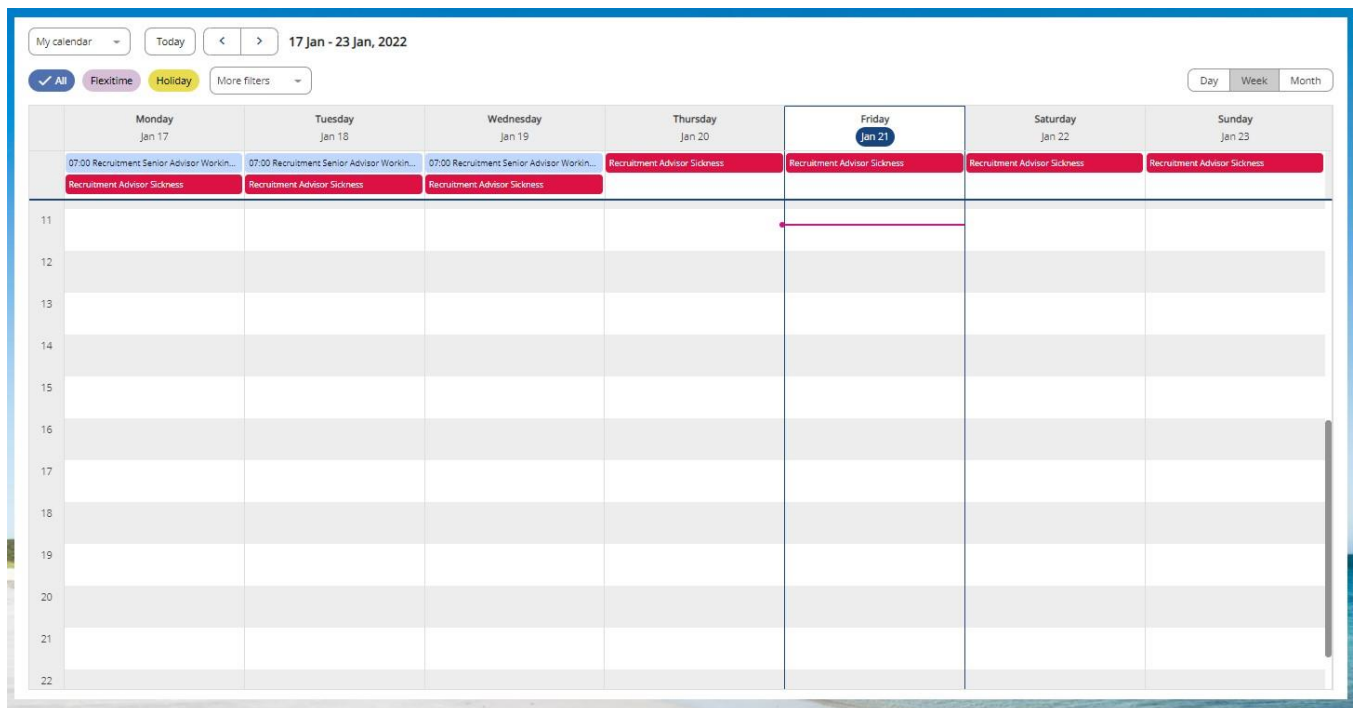 My calendar Today < > 17 Jan - 23 Jan, 2022
All Flexitime Holiday More filters Day Week Month
Monday Tuesday Wednesday Thursday Friday Saturday Sunday
Jan 17 Jan 18 Jan 19 Jan 20 Jan 21 Jan 22 Jan 23
07:00 Recruitment Senior Advisor Workin... 07:00 Recruitment Senior Advisor Workin... 07:00 Recruitment Senior Advisor Workin... Recruitment Advisor Sickness Recruitment Advisor Sickness Recruitment Advisor Sickness Recruitment Advisor Sickness
Recruitment Advisor Sickness Recruitment Advisor Sickness Recruitment Advisor Sickness
11
12
13
14
15
16
17
18
19
20
21
22